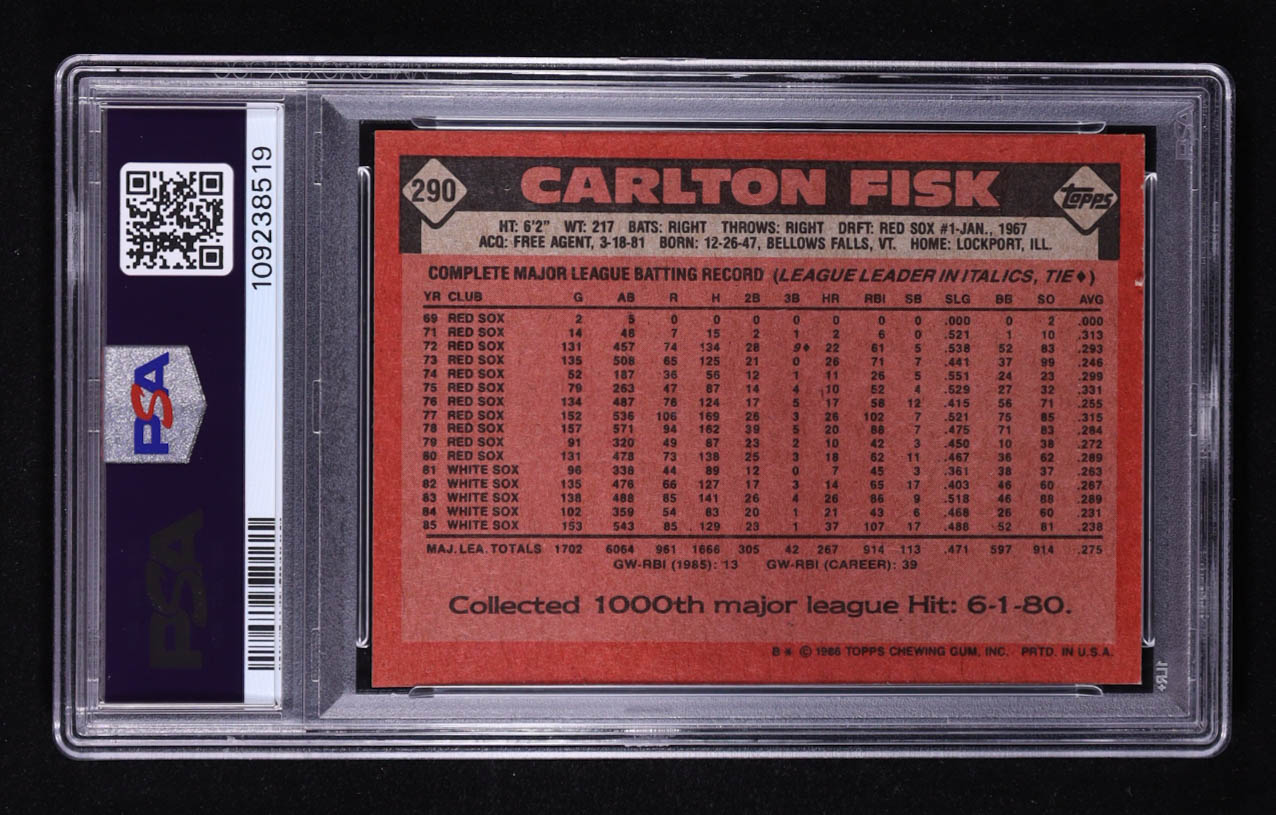 109238519
PSA
PSA
290 CARLTON FISK topps
HT: 6'2" WT: 217 BATS: RIGHT THROWS: RIGHT DRFT: RED SOX #1-JAN., 1967
ACQ: FREE AGENT, 3-18-81 BORN: 12-26-47, BELLOWS FALLS, VT. HOME: LOCKPORT, ILL.
COMPLETE MAJOR LEAGUE BATTING RECORD (LEAGUE LEADER IN ITALICS, TIE♦)
YR CLUB G AB R H 2B 3B HR RBI SB SLG BB SO AVG
69 RED SOX 2 5 0 0 0 0 0 0 0 .000 0 2 .000
71 RED SOX 14 48 7 15 2 1 2 6 0 .521 1 10 .313
72 RED SOX 131 457 74 134 28 9♦ 22 61 5 .538 52 83 .293
73 RED SOX 135 508 65 125 21 0 26 71 7 .441 37 99 .246
74 RED SOX 52 187 36 56 12 1 11 26 5 .551 24 23 .299
75 RED SOX 79 263 47 87 14 4 10 52 4 .529 27 32 .331
76 RED SOX 134 487 76 124 17 5 17 58 12 .415 56 71 .255
77 RED SOX 152 536 106 169 26 3 26 102 7 .521 75 85 .315
78 RED SOX 157 571 94 162 39 5 20 88 7 .475 71 83 .284
79 RED SOX 91 320 49 87 23 2 10 42 3 .450 10 38 .272
80 RED SOX 131 478 73 138 25 3 18 62 11 .467 36 62 .289
81 WHITE SOX 96 338 44 89 12 0 7 45 3 .361 38 37 .263
82 WHITE SOX 135 476 66 127 17 3 14 65 17 .403 46 60 .267
83 WHITE SOX 138 488 85 141 26 4 26 86 9 .518 46 88 .289
84 WHITE SOX 102 359 54 83 20 1 21 43 6 .468 26 60 .231
85 WHITE SOX 153 543 85 129 23 1 37 107 17 .488 52 81 .238
MAJ. LEA. TOTALS 1702 6064 961 1666 305 42 267 914 113 .471 597 914 .275
GW-RBI (1985): 13 GW-RBI (CAREER): 39
Collected 1000th major league Hit: 6-1-80.
B* © 1986 TOPPS CHEWING GUM, INC. PRTD. IN U.S.A.
PSA
1LR+